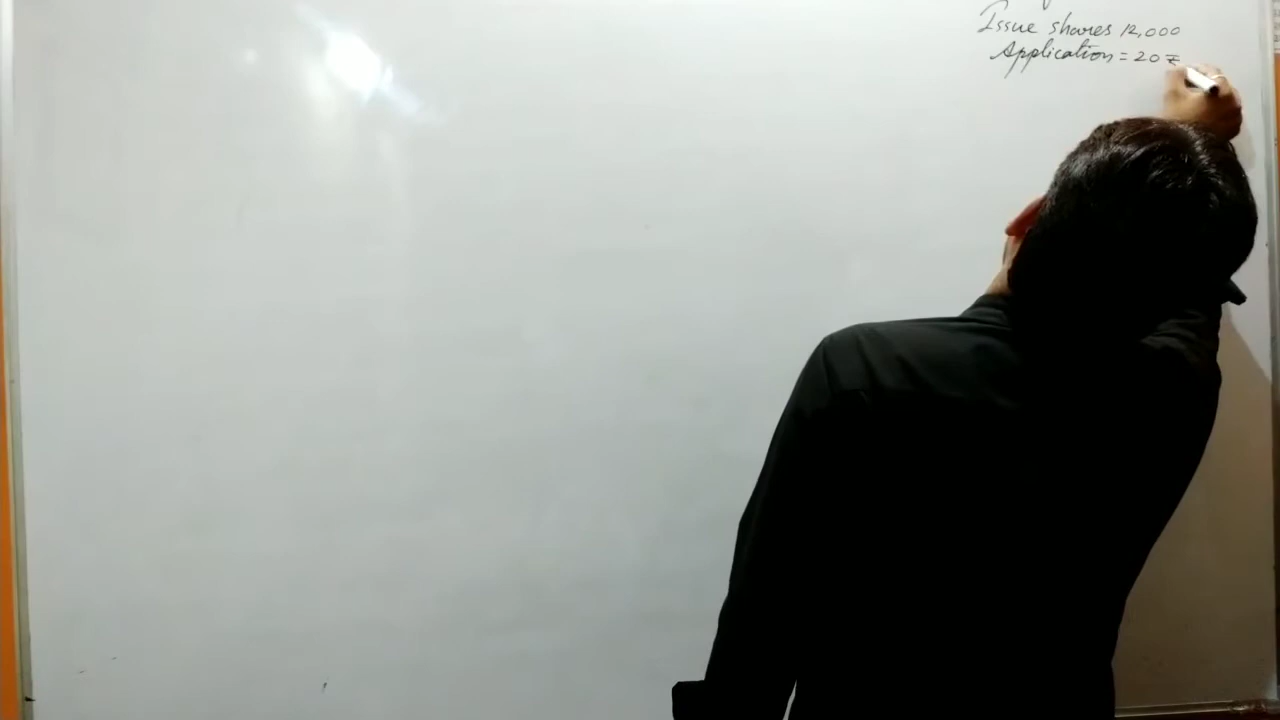 Issue shares 12,000
Application = 20